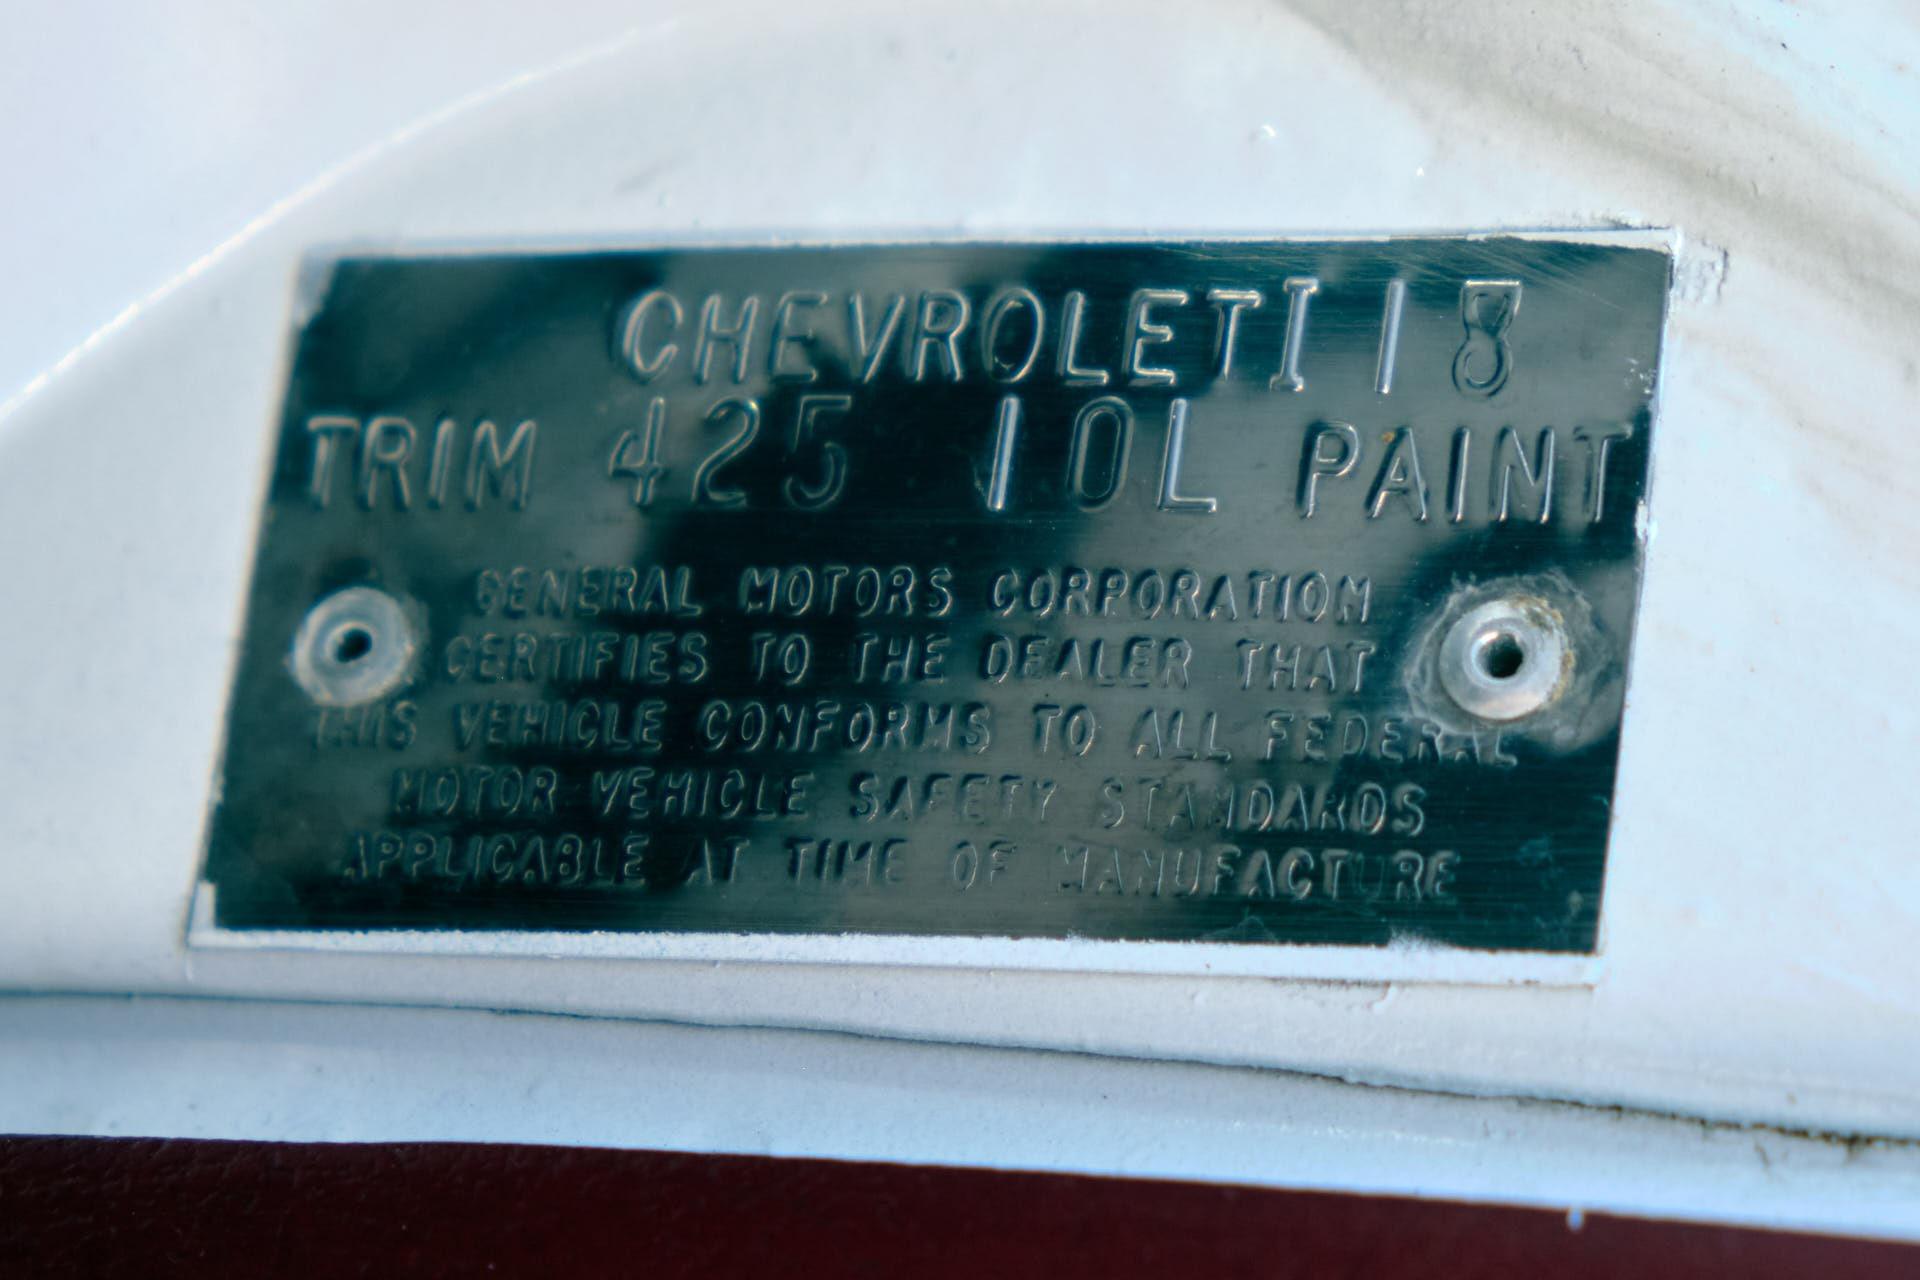 CHEVROLET I 1 8
TRIM 425 10L PAINT
GENERAL MOTORS CORPORATION
CERTIFIES TO THE DEALER THAT
THIS VEHICLE CONFORMS TO ALL FEDERAL
MOTOR VEHICLE SAFETY STANDARDS
APPLICABLE AT TIME OF MANUFACTURE